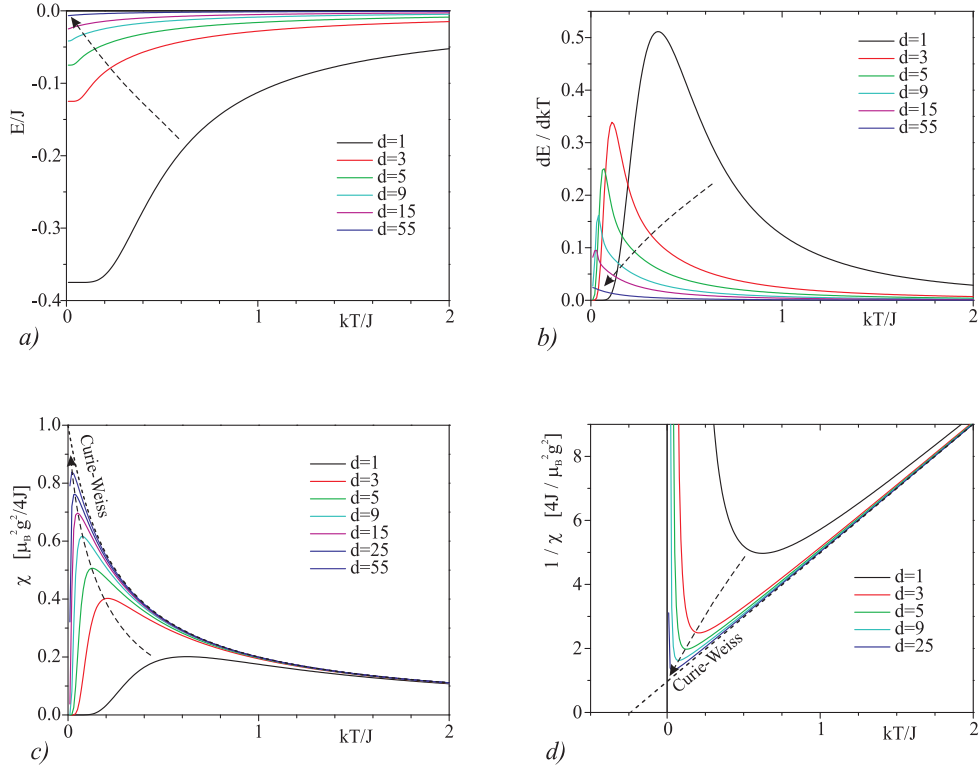 0.0
-0.1
-0.2
-0.3
-0.4
E/J
d=1
d=3
d=5
d=9
d=15
d=55
0
1
2
kT/J
a)
0.5
0.4
0.3
0.2
0.1
0.0
dE / dkT
d=1
d=3
d=5
d=9
d=15
d=55
0
1
2
kT/J
b)
1.0
0.8
0.6
0.4
0.2
0.0
χ [μ_B²g²/4J]
Curie-Weiss
d=1
d=3
d=5
d=9
d=15
d=25
d=55
0
1
2
kT/J
c)
8
6
4
2
0
1 / χ [4J / μ_B²g²]
Curie-Weiss
d=1
d=3
d=5
d=9
d=25
0
1
2
kT/J
d)